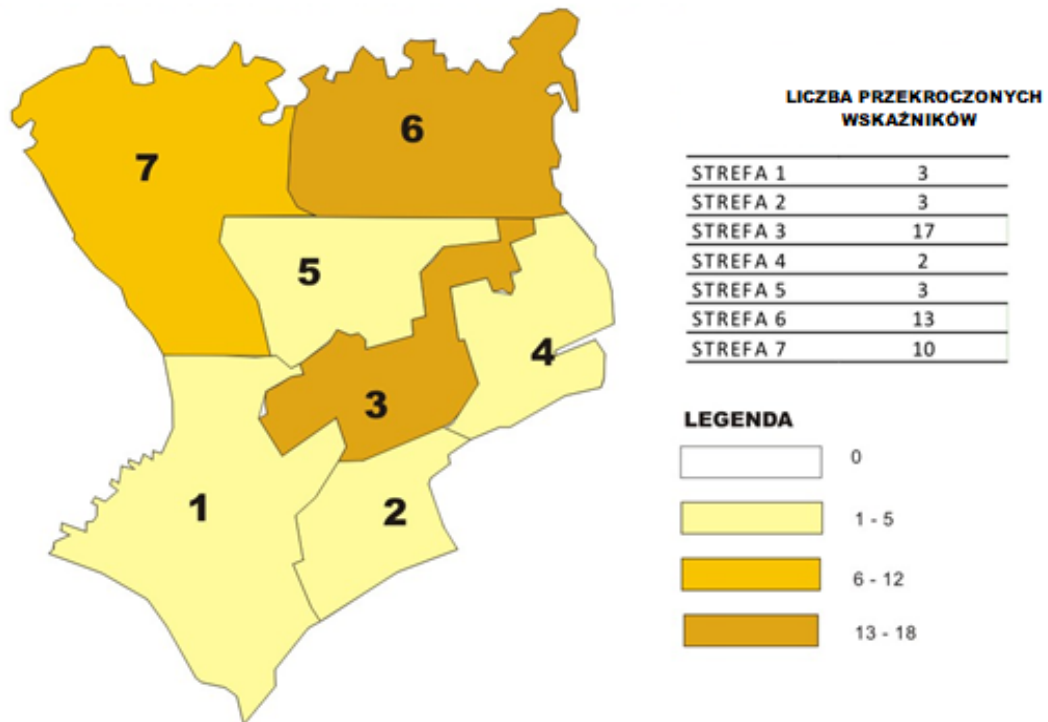 LICZBA PRZEKROCZONYCH
WSKAŹNIKÓW
STREFA 1 3
STREFA 2 3
STREFA 3 17
STREFA 4 2
STREFA 5 3
STREFA 6 13
STREFA 7 10
LEGENDA
0
1 - 5
6 - 12
13 - 18
6
7
5
4
3
1
2